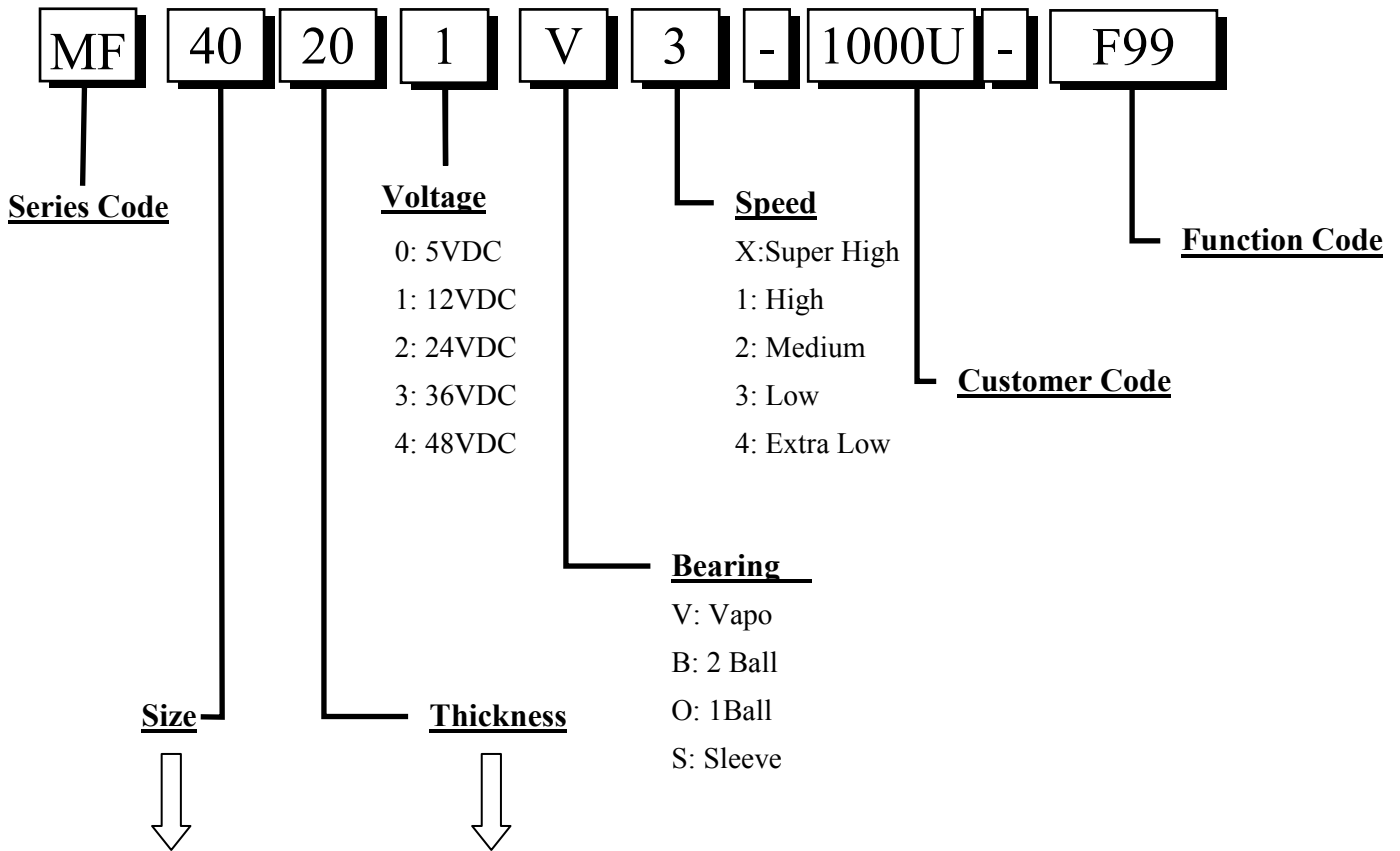 MF 40 20 1 V 3 - 1000U - F99
Series Code
Voltage
0: 5VDC
1: 12VDC
2: 24VDC
3: 36VDC
4: 48VDC
Speed
X:Super High
1: High
2: Medium
3: Low
4: Extra Low
Function Code
Customer Code
Bearing
V: Vapo
B: 2 Ball
O: 1Ball
S: Sleeve
Size
Thickness